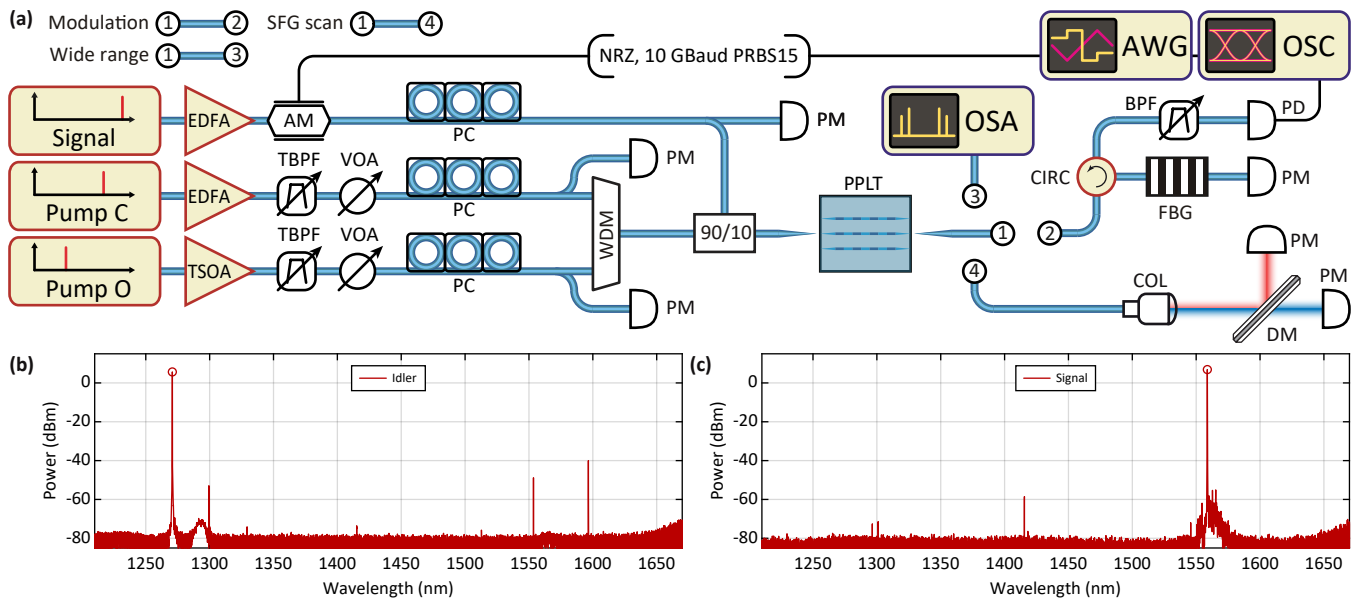 (a)
Modulation 1 2 SFG scan 1 4
Wide range 1 3
NRZ, 10 GBaud PRBS15
AWG
OSC
Signal
EDFA
AM
PC
PM
OSA
BPF
PD
Pump C
EDFA
TBPF
VOA
PC
PM
WDM
90/10
PPLT
3
1
2
CIRC
FBG
PM
Pump O
TSOA
TBPF
VOA
PC
PM
4
COL
PM
PM
DM
(b)
Idler
Power (dBm)
0
-20
-40
-60
-80
1250 1300 1350 1400 1450 1500 1550 1600 1650
Wavelength (nm)
(c)
Signal
Power (dBm)
0
-20
-40
-60
-80
1250 1300 1350 1400 1450 1500 1550 1600 1650
Wavelength (nm)